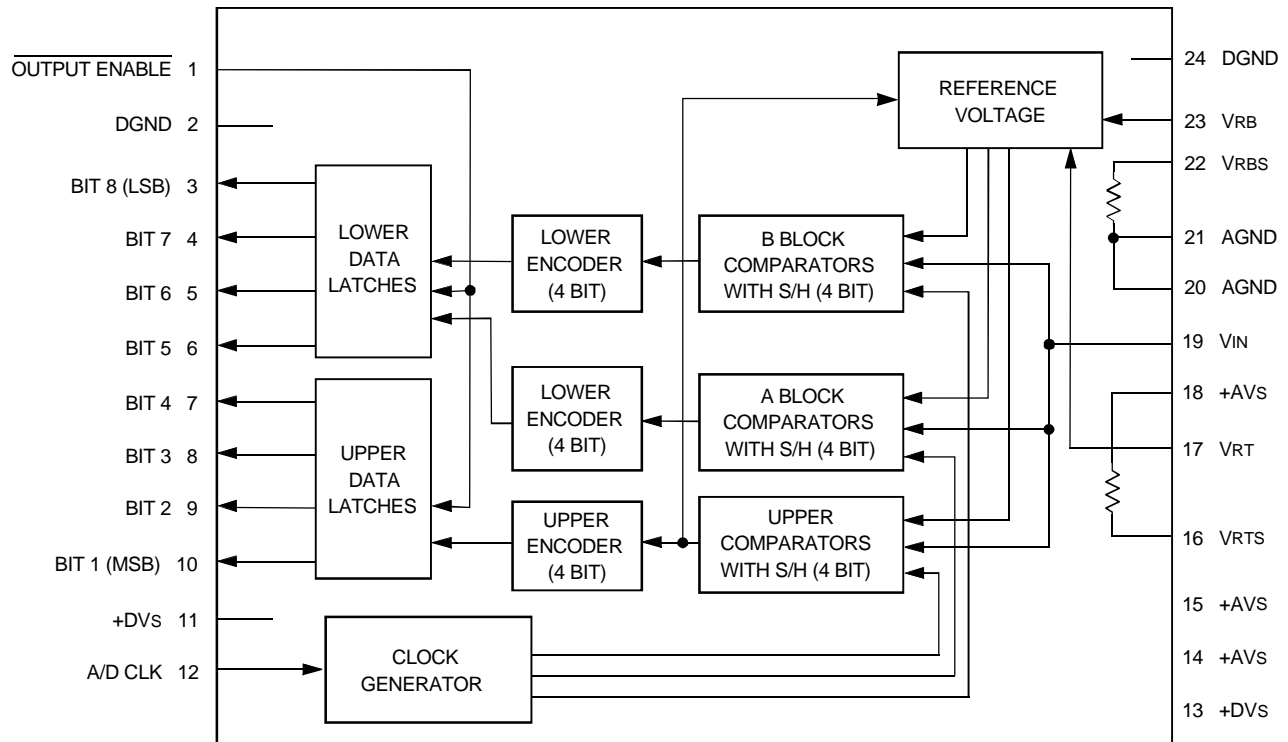 OUTPUT ENABLE 1
DGND 2
BIT 8 (LSB) 3
BIT 7 4
BIT 6 5
BIT 5 6
BIT 4 7
BIT 3 8
BIT 2 9
BIT 1 (MSB) 10
+DVS 11
A/D CLK 12
LOWER
DATA
LATCHES
UPPER
DATA
LATCHES
LOWER
ENCODER
(4 BIT)
LOWER
ENCODER
(4 BIT)
UPPER
ENCODER
(4 BIT)
CLOCK
GENERATOR
REFERENCE
VOLTAGE
B BLOCK
COMPARATORS
WITH S/H (4 BIT)
A BLOCK
COMPARATORS
WITH S/H (4 BIT)
UPPER
COMPARATORS
WITH S/H (4 BIT)
24 DGND
23 VRB
22 VRBS
21 AGND
20 AGND
19 VIN
18 +AVS
17 VRT
16 VRTS
15 +AVS
14 +AVS
13 +DVS